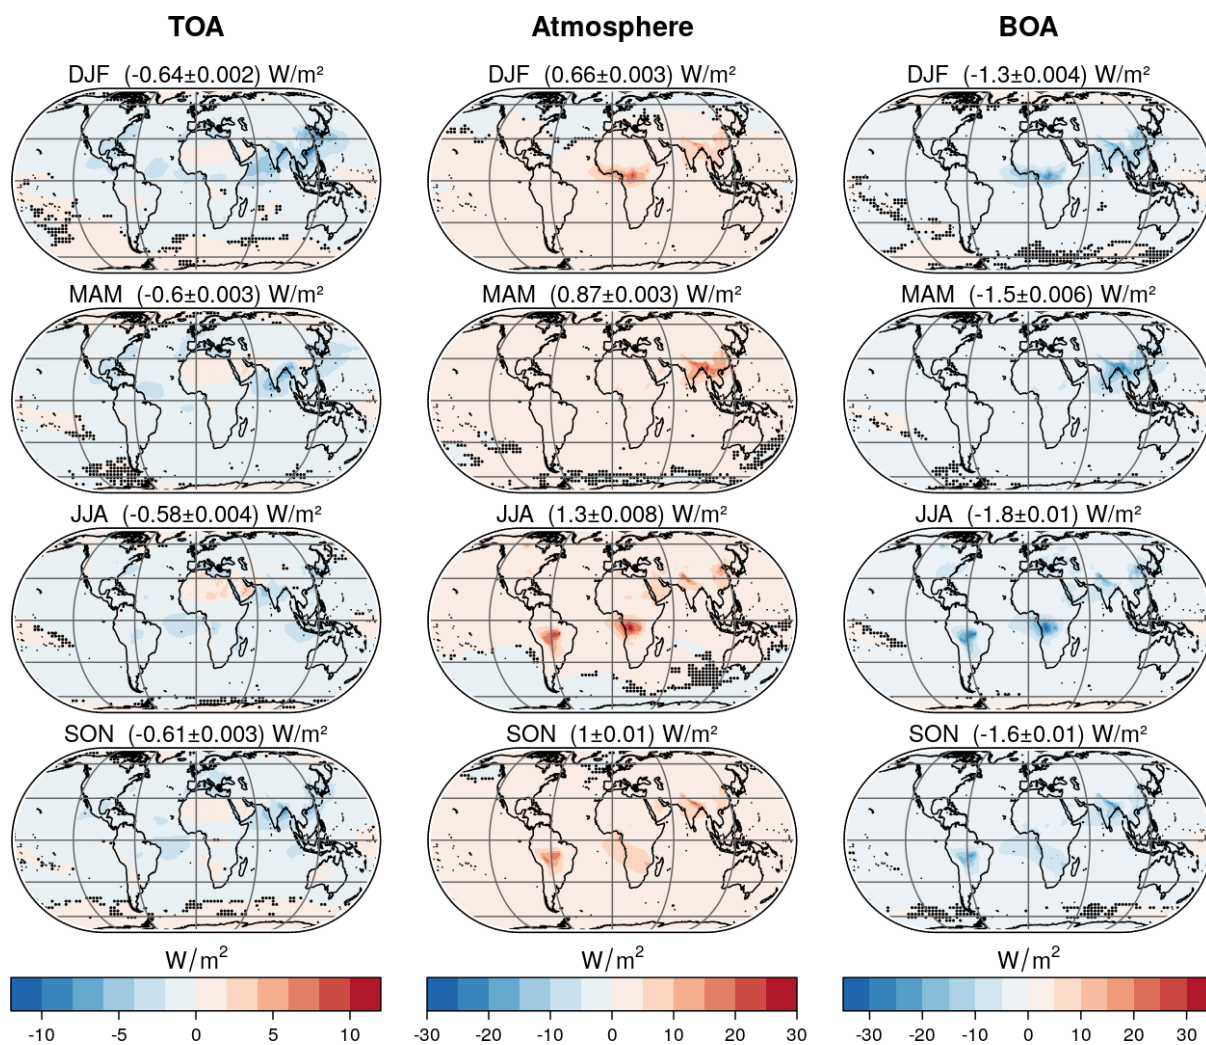 TOA Atmosphere BOA
DJF (-0.64±0.002) W/m² DJF (0.66±0.003) W/m² DJF (-1.3±0.004) W/m²
MAM (-0.6±0.003) W/m² MAM (0.87±0.003) W/m² MAM (-1.5±0.006) W/m²
JJA (-0.58±0.004) W/m² JJA (1.3±0.008) W/m² JJA (-1.8±0.01) W/m²
SON (-0.61±0.003) W/m² SON (1±0.01) W/m² SON (-1.6±0.01) W/m²
W/m² W/m² W/m²
-10 -5 0 5 10 -30 -20 -10 0 10 20 30 -30 -20 -10 0 10 20 30